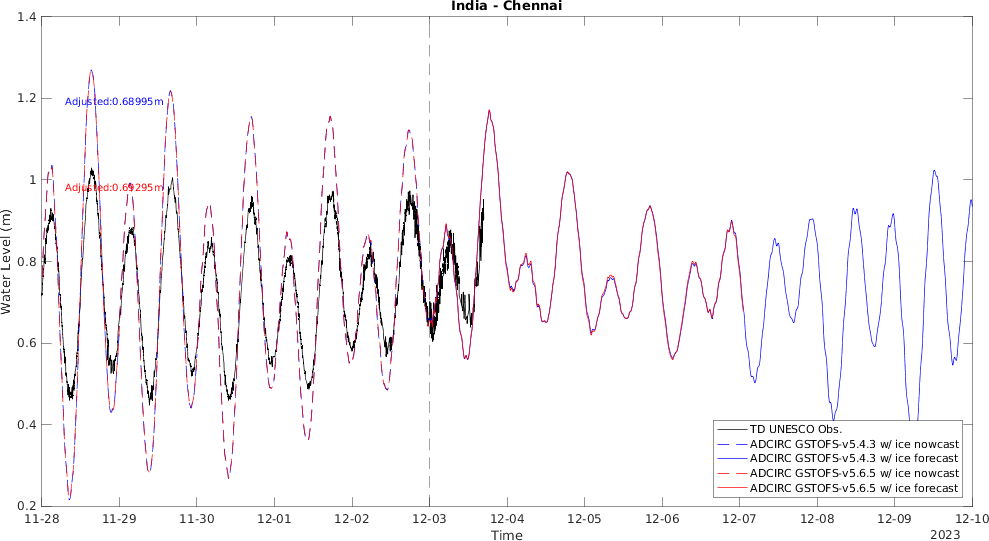 India - Chennai
1.4
1.2
1
0.8
0.6
0.4
0.2
Water Level (m)
Adjusted:0.68995m
Adjusted:0.69295m
TD UNESCO Obs.
ADCIRC GSTOFS-v5.4.3 w/ ice nowcast
ADCIRC GSTOFS-v5.4.3 w/ ice forecast
ADCIRC GSTOFS-v5.6.5 w/ ice nowcast
ADCIRC GSTOFS-v5.6.5 w/ ice forecast
11-28 11-29 11-30 12-01 12-02 12-03 12-04 12-05 12-06 12-07 12-08 12-09 12-10
Time
2023